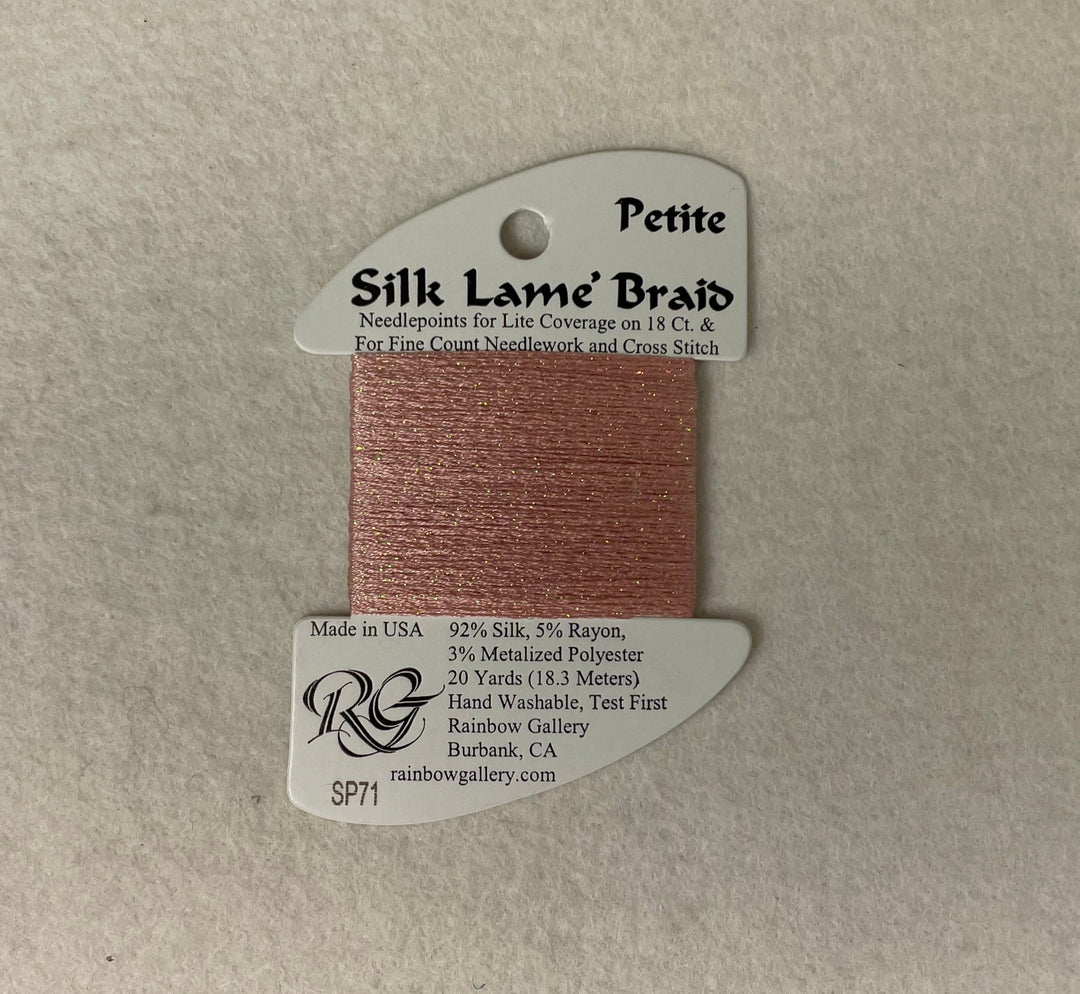 Petite
Silk Lame' Braid
Needlepoints for Lite Coverage on 18 Ct. &
For Fine Count Needlework and Cross Stitch
Made in USA
92% Silk, 5% Rayon,
3% Metalized Polyester
20 Yards (18.3 Meters)
Hand Washable, Test First
Rainbow Gallery
Burbank, CA
rainbowgallery.com
RG
SP71